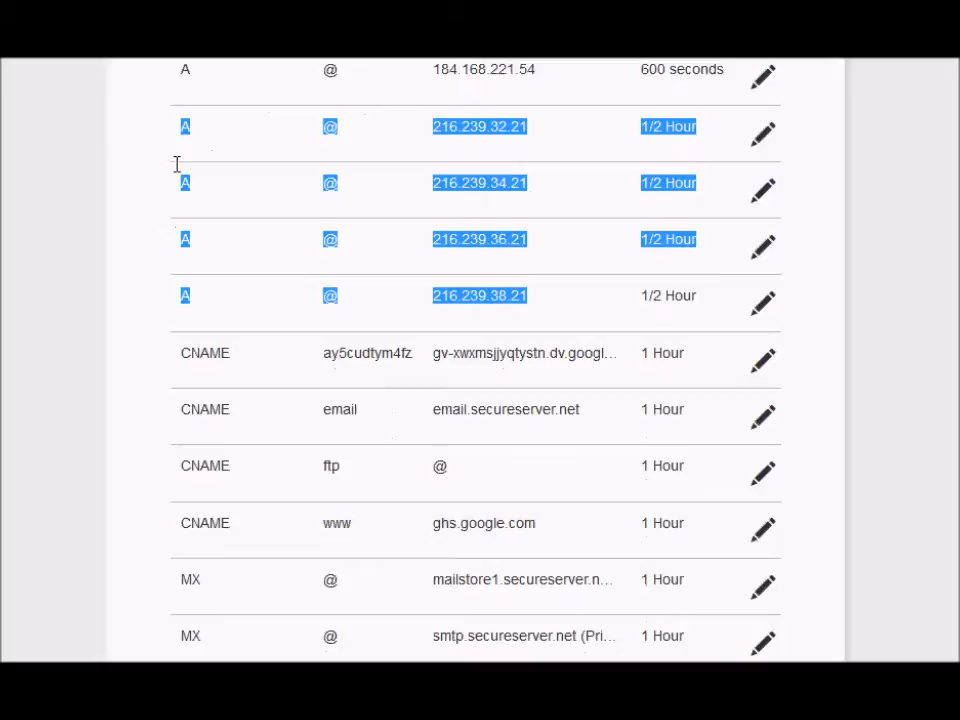 A @ 184.168.221.54 600 seconds
A @ 216.239.32.21 1/2 Hour
A @ 216.239.34.21 1/2 Hour
A @ 216.239.36.21 1/2 Hour
A @ 216.239.38.21 1/2 Hour
CNAME ay5cudtym4fz gv-xwxmsjjyqtystn.dv.googl... 1 Hour
CNAME email email.secureserver.net 1 Hour
CNAME ftp @ 1 Hour
CNAME www ghs.google.com 1 Hour
MX @ mailstore1.secureserver.n... 1 Hour
MX @ smtp.secureserver.net (Pri... 1 Hour